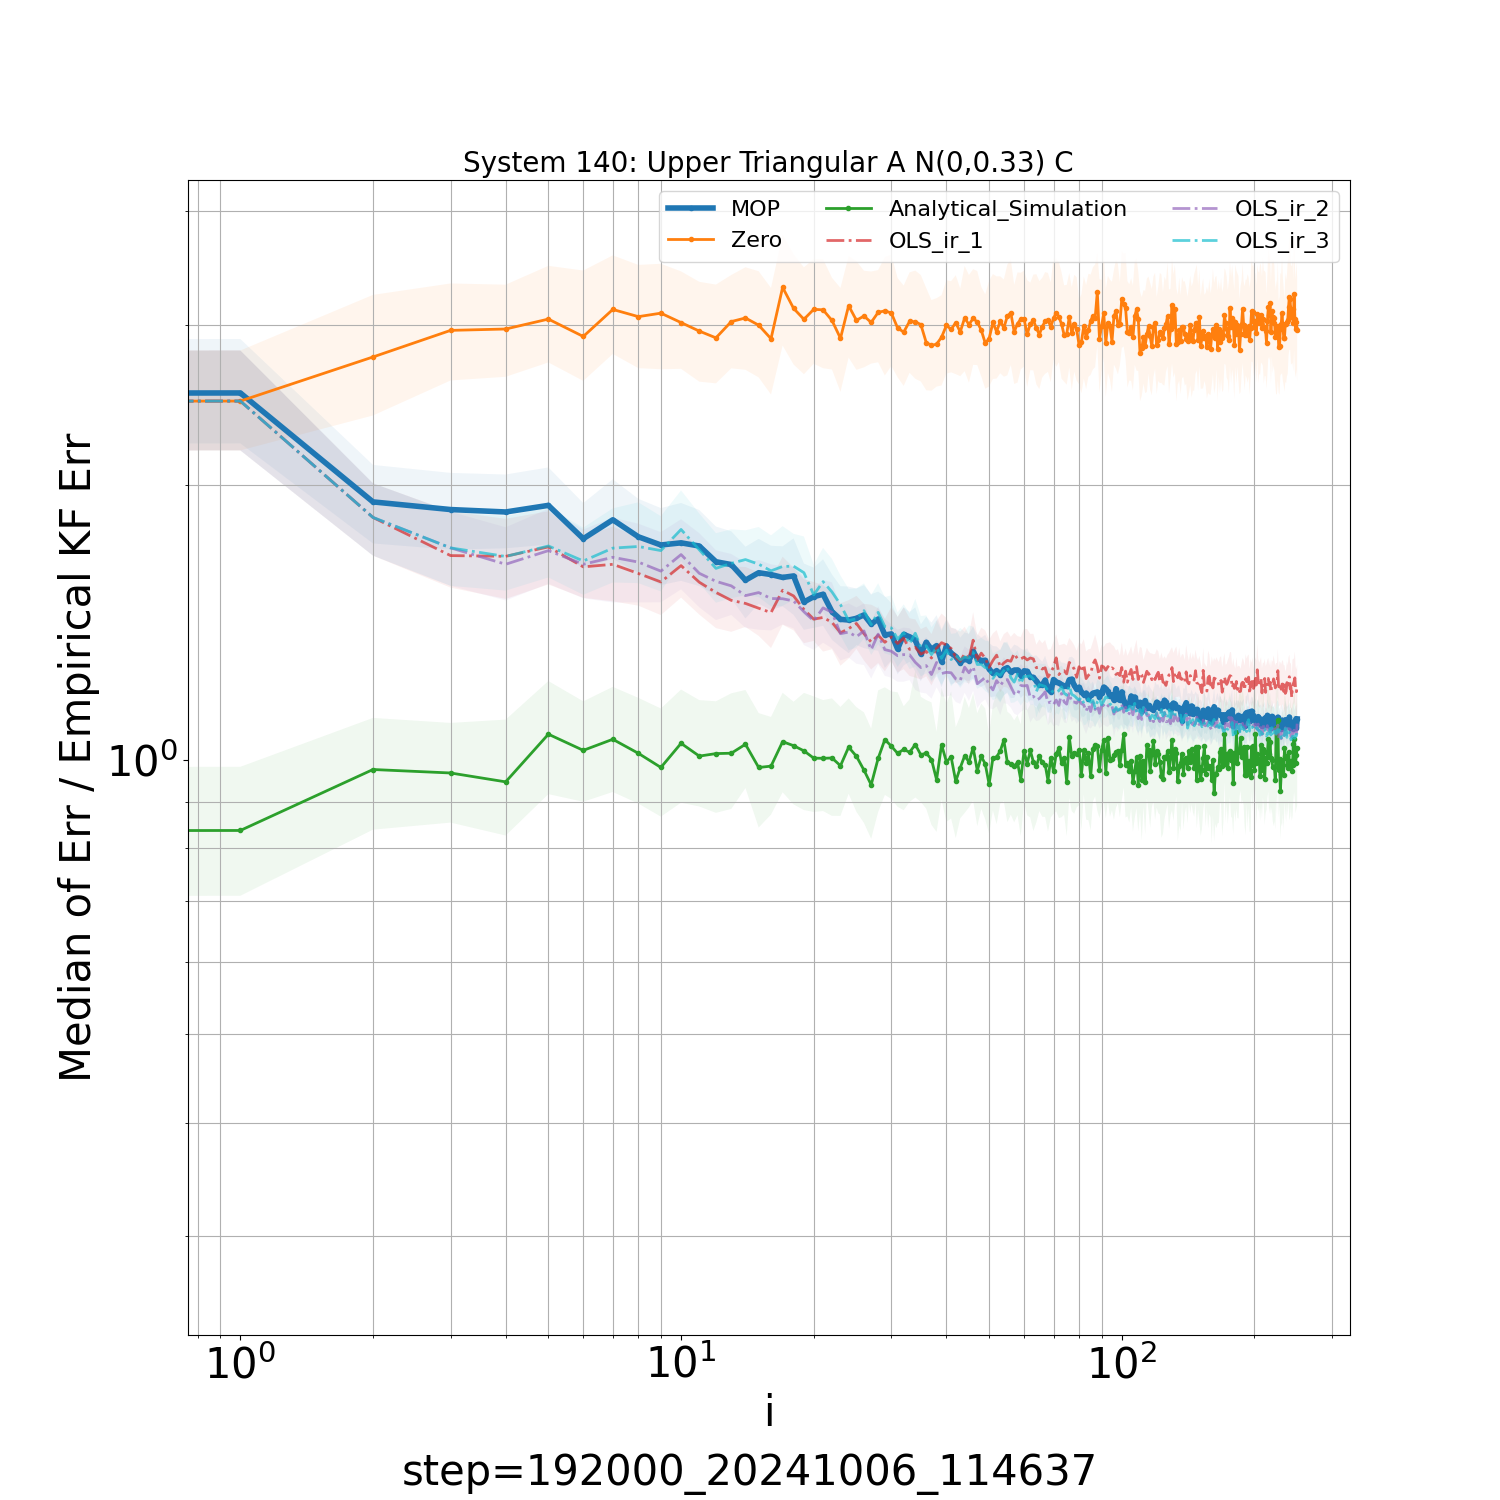 System 140: Upper Triangular A N(0,0.33) C
MOP
Zero
Analytical_Simulation
OLS_ir_1
OLS_ir_2
OLS_ir_3
Median of Err / Empirical KF Err
10⁰
10⁰ 10¹ 10²
i
step=192000_20241006_114637